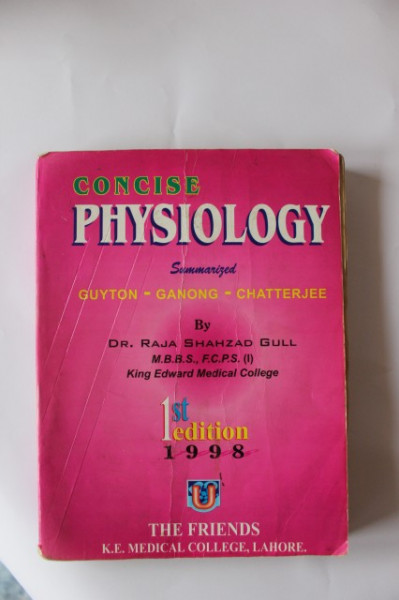 CONCISE
PHYSIOLOGY
Summarized
GUYTON - GANONG - CHATTERJEE
By
DR. RAJA SHAHZAD GULL
M.B.B.S., F.C.P.S. (I)
King Edward Medical College
1st
edition
1998
U
THE FRIENDS
K.E. MEDICAL COLLEGE, LAHORE.